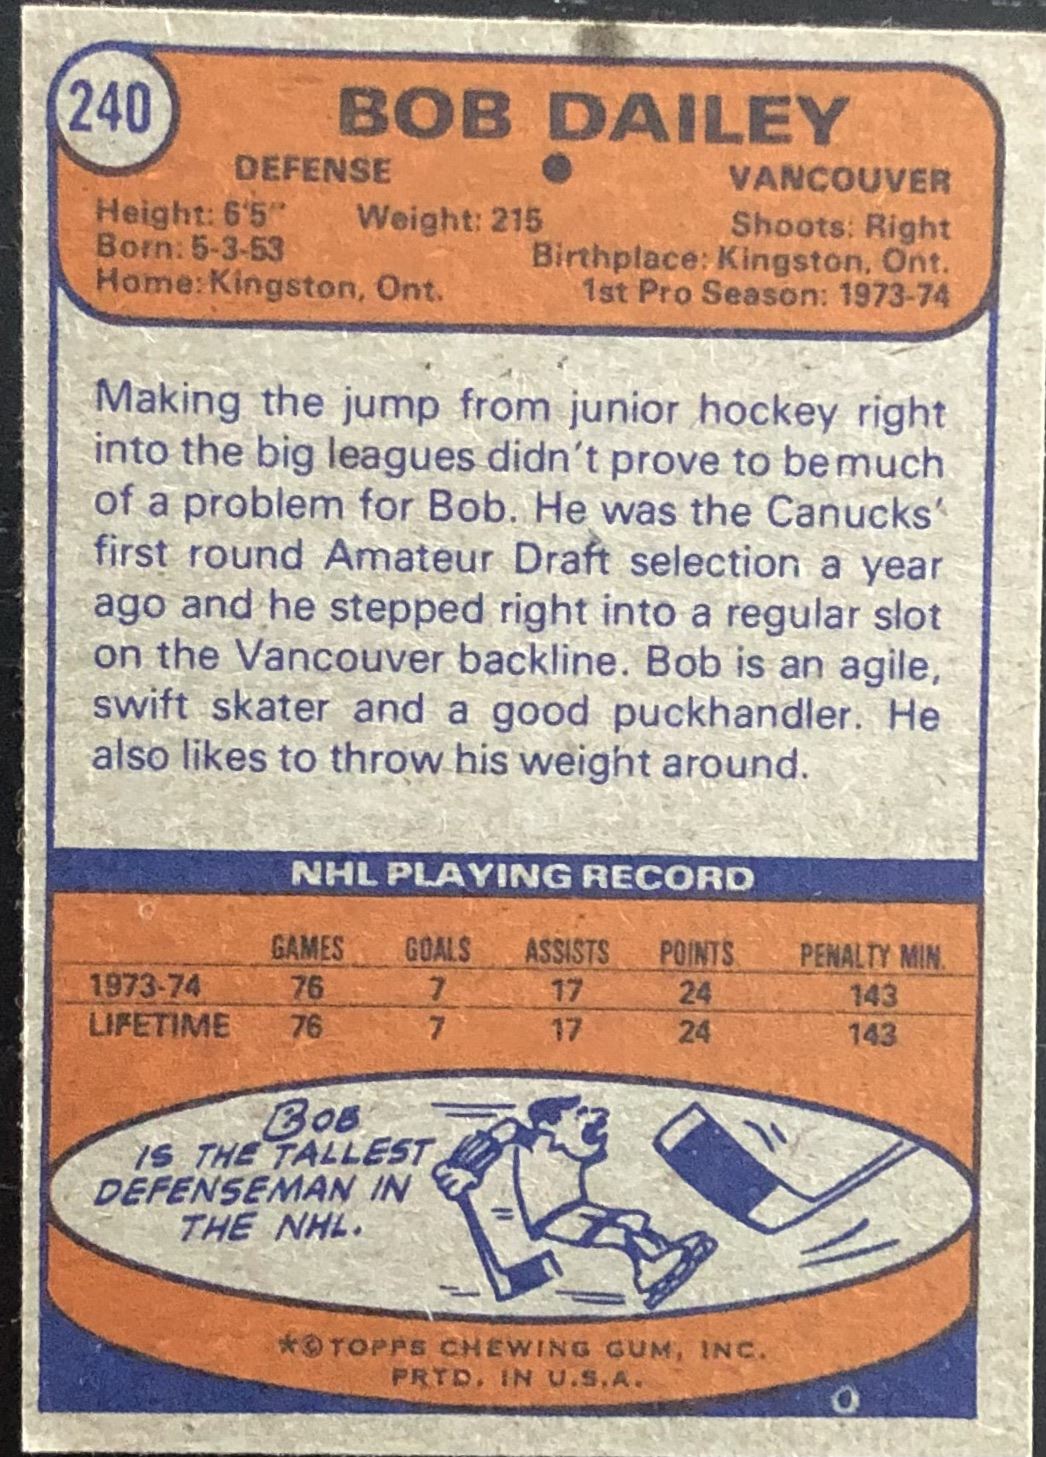 240
BOB DAILEY
DEFENSE ● VANCOUVER
Height: 6'5" Weight: 215 Shoots: Right
Born: 5-3-53 Birthplace: Kingston, Ont.
Home: Kingston, Ont. 1st Pro Season: 1973-74
Making the jump from junior hockey right
into the big leagues didn't prove to be much
of a problem for Bob. He was the Canucks'
first round Amateur Draft selection a year
ago and he stepped right into a regular slot
on the Vancouver backline. Bob is an agile,
swift skater and a good puckhandler. He
also likes to throw his weight around.
NHL PLAYING RECORD
GAMES GOALS ASSISTS POINTS PENALTY MIN.
1973-74 76 7 17 24 143
LIFETIME 76 7 17 24 143
BOB
IS THE TALLEST
DEFENSEMAN IN
THE NHL.
*© TOPPS CHEWING GUM, INC.
PRTD. IN U.S.A.